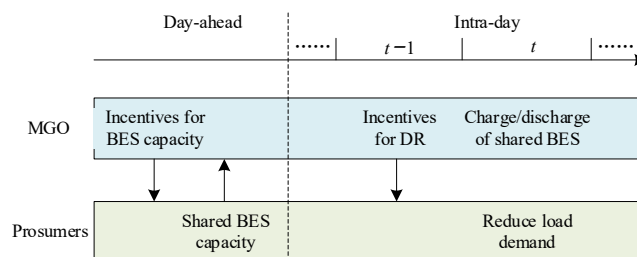 Day-ahead
Intra-day
...... t−1 t ......
MGO
Incentives for
BES capacity
Incentives
for DR
Charge/discharge
of shared BES
Prosumers
Shared BES
capacity
Reduce load
demand